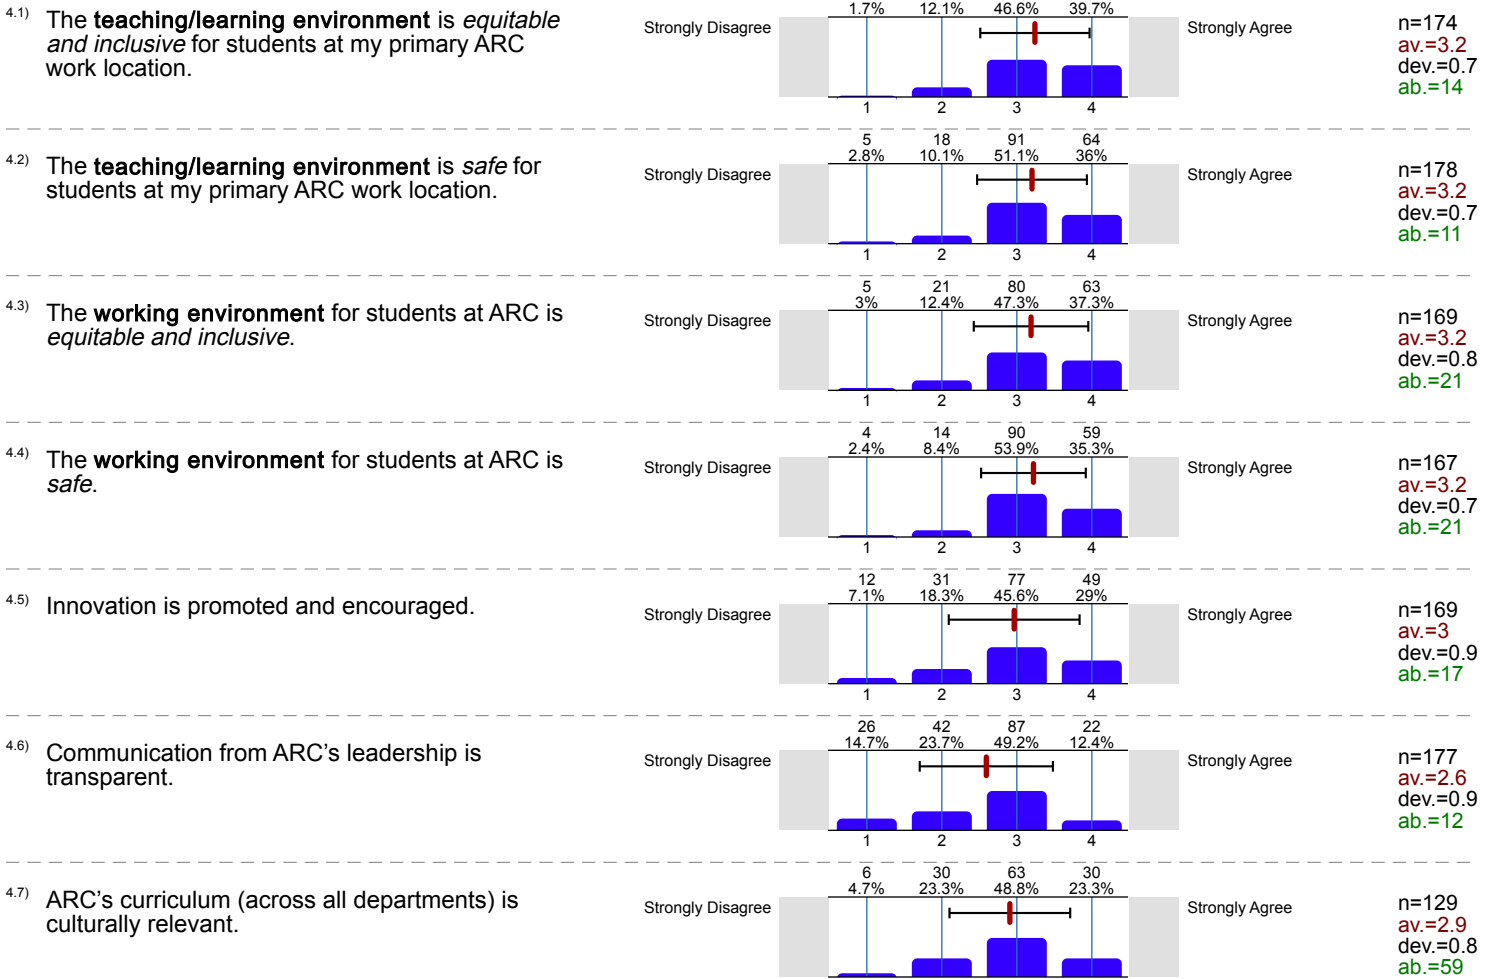 4.1) The teaching/learning environment is equitable
and inclusive for students at my primary ARC
work location.
1.7% 12.1% 46.6% 39.7%
Strongly Disagree
Strongly Agree
1 2 3 4
n=174
av.=3.2
dev.=0.7
ab.=14
4.2) The teaching/learning environment is safe for
students at my primary ARC work location.
5 18 91 64
2.8% 10.1% 51.1% 36%
Strongly Disagree
Strongly Agree
1 2 3 4
n=178
av.=3.2
dev.=0.7
ab.=11
4.3) The working environment for students at ARC is
equitable and inclusive.
5 21 80 63
3% 12.4% 47.3% 37.3%
Strongly Disagree
Strongly Agree
1 2 3 4
n=169
av.=3.2
dev.=0.8
ab.=21
4.4) The working environment for students at ARC is
safe.
4 14 90 59
2.4% 8.4% 53.9% 35.3%
Strongly Disagree
Strongly Agree
1 2 3 4
n=167
av.=3.2
dev.=0.7
ab.=21
4.5) Innovation is promoted and encouraged.
12 31 77 49
7.1% 18.3% 45.6% 29%
Strongly Disagree
Strongly Agree
1 2 3 4
n=169
av.=3
dev.=0.9
ab.=17
4.6) Communication from ARC’s leadership is
transparent.
26 42 87 22
14.7% 23.7% 49.2% 12.4%
Strongly Disagree
Strongly Agree
1 2 3 4
n=177
av.=2.6
dev.=0.9
ab.=12
4.7) ARC’s curriculum (across all departments) is
culturally relevant.
6 30 63 30
4.7% 23.3% 48.8% 23.3%
Strongly Disagree
Strongly Agree
n=129
av.=2.9
dev.=0.8
ab.=59